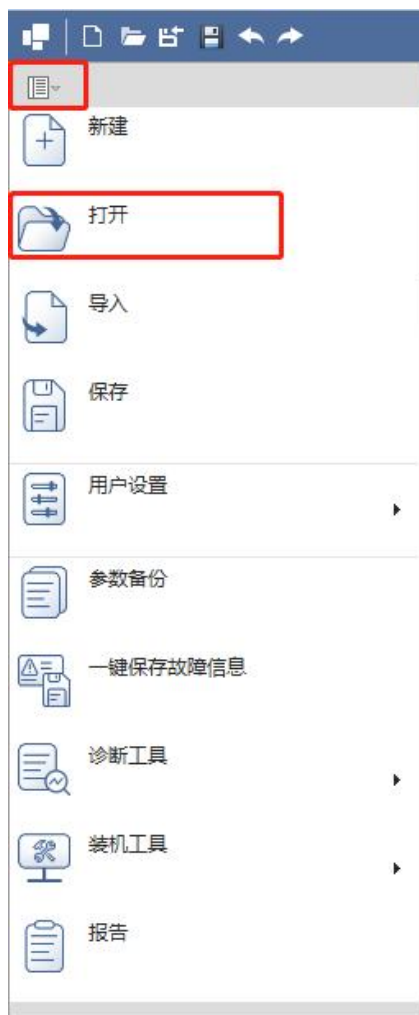 新建
打开
导入
保存
用户设置
参数备份
一键保存故障信息
诊断工具
装机工具
报告